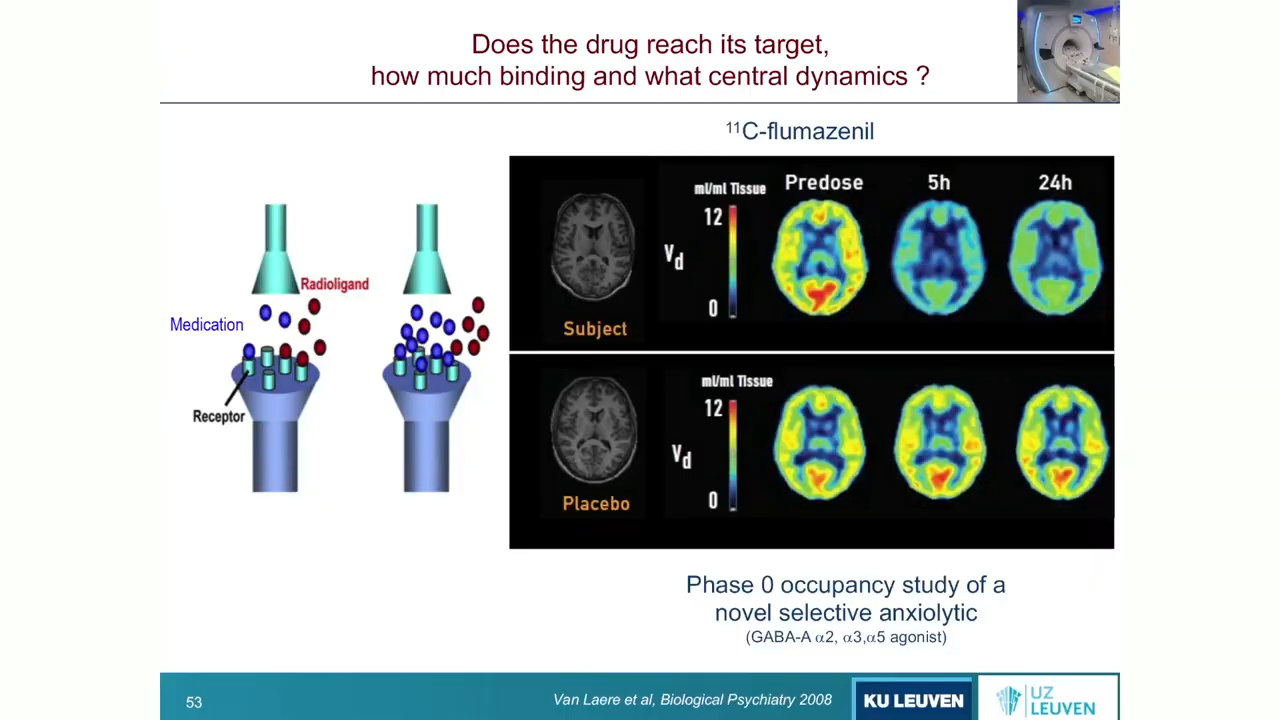 Does the drug reach its target,
how much binding and what central dynamics ?
Radioligand
Medication
Receptor
¹¹C-flumazenil
ml/ml Tissue
Predose
5h
24h
12
Vd
0
Subject
ml/ml Tissue
12
Vd
0
Placebo
Phase 0 occupancy study of a
novel selective anxiolytic
(GABA-A α2, α3,α5 agonist)
53
Van Laere et al, Biological Psychiatry 2008
KU LEUVEN
UZ
LEUVEN